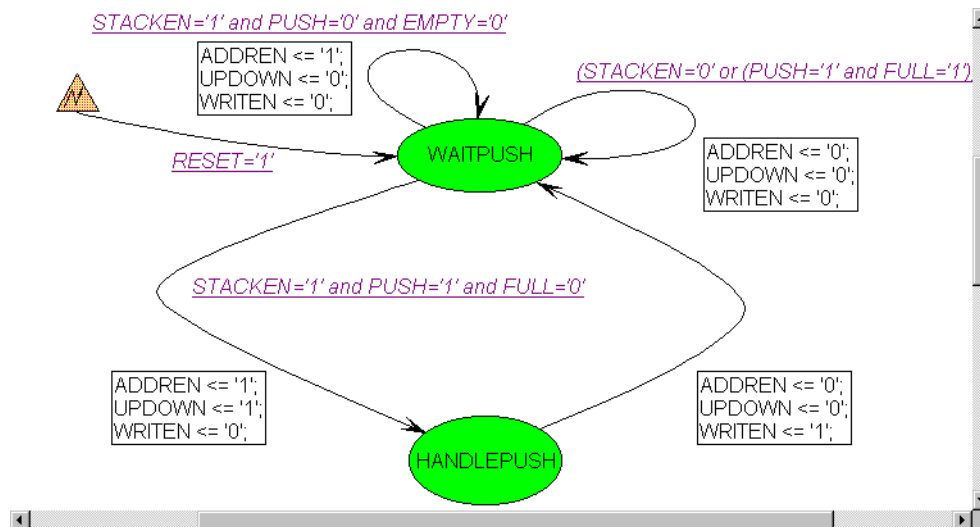 STACKEN='1' and PUSH='0' and EMPTY='0'
ADDREN <= '1';
UPDOWN <= '0';
WRITEN <= '0';
(STACKEN='0' or (PUSH='1' and FULL='1')
RESET='1'
WAITPUSH
ADDREN <= '0';
UPDOWN <= '0';
WRITEN <= '0';
STACKEN='1' and PUSH='1' and FULL='0'
ADDREN <= '1';
UPDOWN <= '1';
WRITEN <= '0';
ADDREN <= '0';
UPDOWN <= '0';
WRITEN <= '1';
HANDLEPUSH